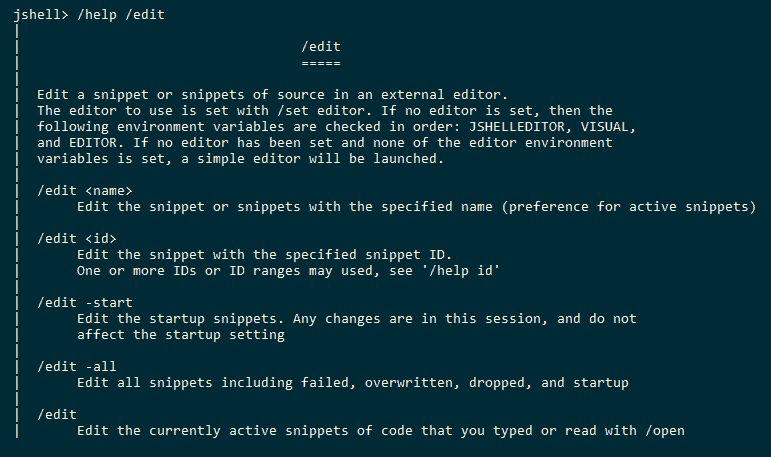 jshell> /help /edit
|
|                                   /edit
|                                   =====
|
|  Edit a snippet or snippets of source in an external editor.
|  The editor to use is set with /set editor. If no editor is set, then the
|  following environment variables are checked in order: JSHELLEDITOR, VISUAL,
|  and EDITOR. If no editor has been set and none of the editor environment
|  variables is set, a simple editor will be launched.
|
|  /edit <name>
|       Edit the snippet or snippets with the specified name (preference for active snippets)
|
|  /edit <id>
|       Edit the snippet with the specified snippet ID.
|       One or more IDs or ID ranges may used, see '/help id'
|
|  /edit -start
|       Edit the startup snippets. Any changes are in this session, and do not
|       affect the startup setting
|
|  /edit -all
|       Edit all snippets including failed, overwritten, dropped, and startup
|
|  /edit
|       Edit the currently active snippets of code that you typed or read with /open